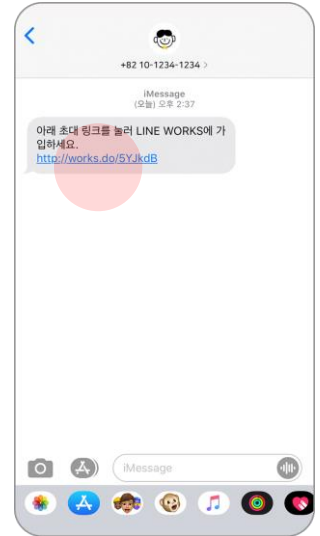 +82 10-1234-1234 >
iMessage
(오늘) 오후 2:37
아래 초대 링크를 눌러 LINE WORKS에 가
입하세요.
http://works.do/5YJkdB
iMessage